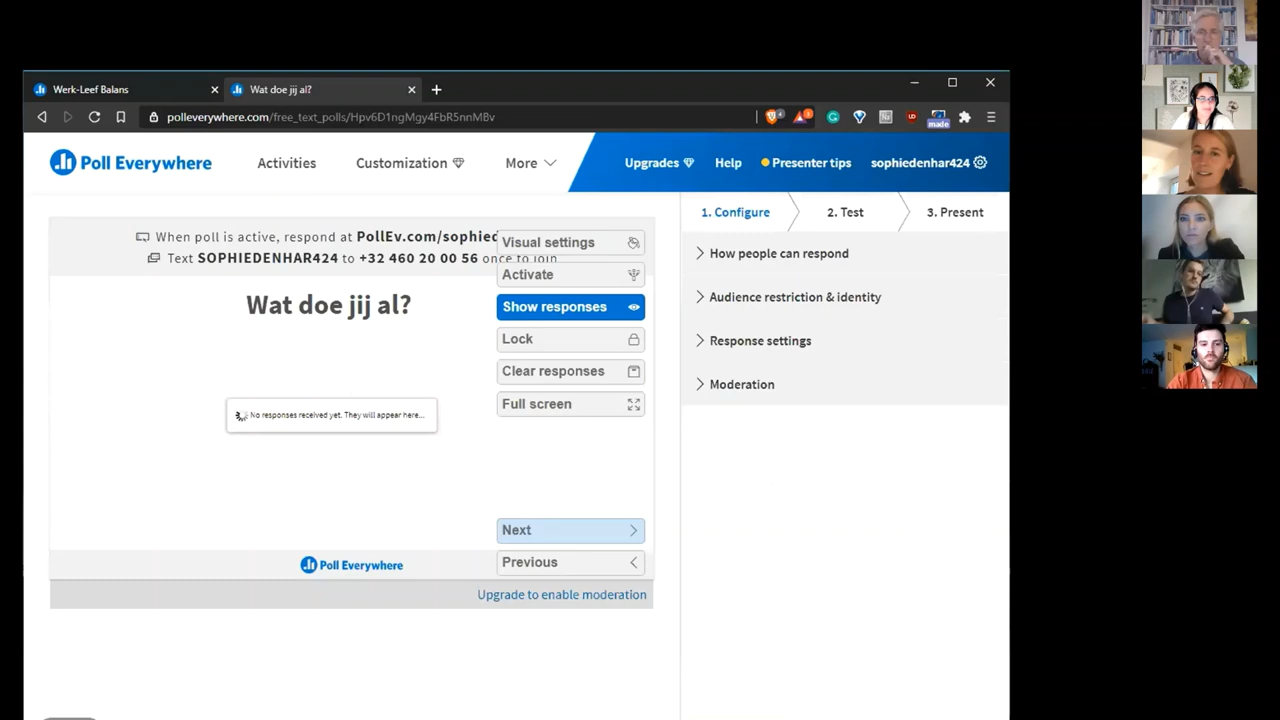 Werk-Leef Balans
Wat doe jij al?
polleverywhere.com/free_text_polls/Hpv6D1ngMgy4FbR5nnMBv
made
Poll Everywhere
Activities
Customization
More
Upgrades
Help
Presenter tips
sophiedenhar424
When poll is active, respond at PollEv.com/sophied
Text SOPHIEDENHAR424 to +32 460 20 00 56 once to join
Wat doe jij al?
No responses received yet. They will appear here...
Visual settings
Activate
Show responses
Lock
Clear responses
Full screen
Next
Previous
Poll Everywhere
Upgrade to enable moderation
1. Configure
2. Test
3. Present
How people can respond
Audience restriction & identity
Response settings
Moderation